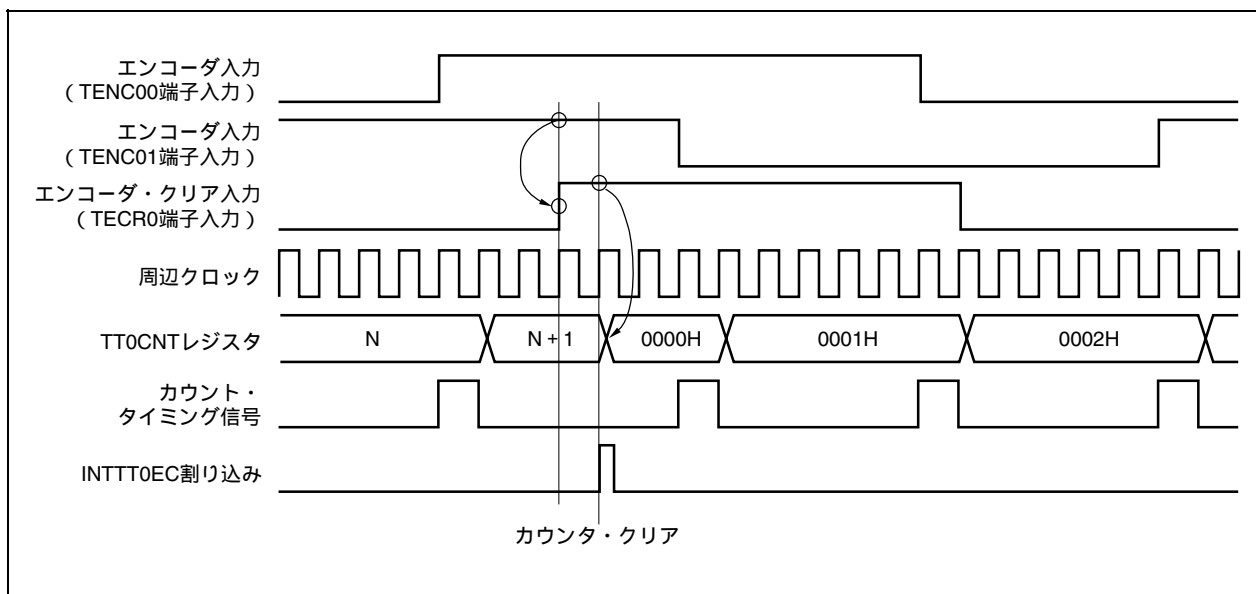 エンコーダ入力
（TENC00端子入力）
エンコーダ入力
（TENC01端子入力）
エンコーダ・クリア入力
（TECR0端子入力）
周辺クロック
TT0CNTレジスタ
N
N + 1
0000H
0001H
0002H
カウント・
タイミング信号
INTTT0EC割り込み
カウンタ・クリア